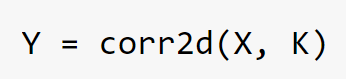 Y = corr2d(X, K)